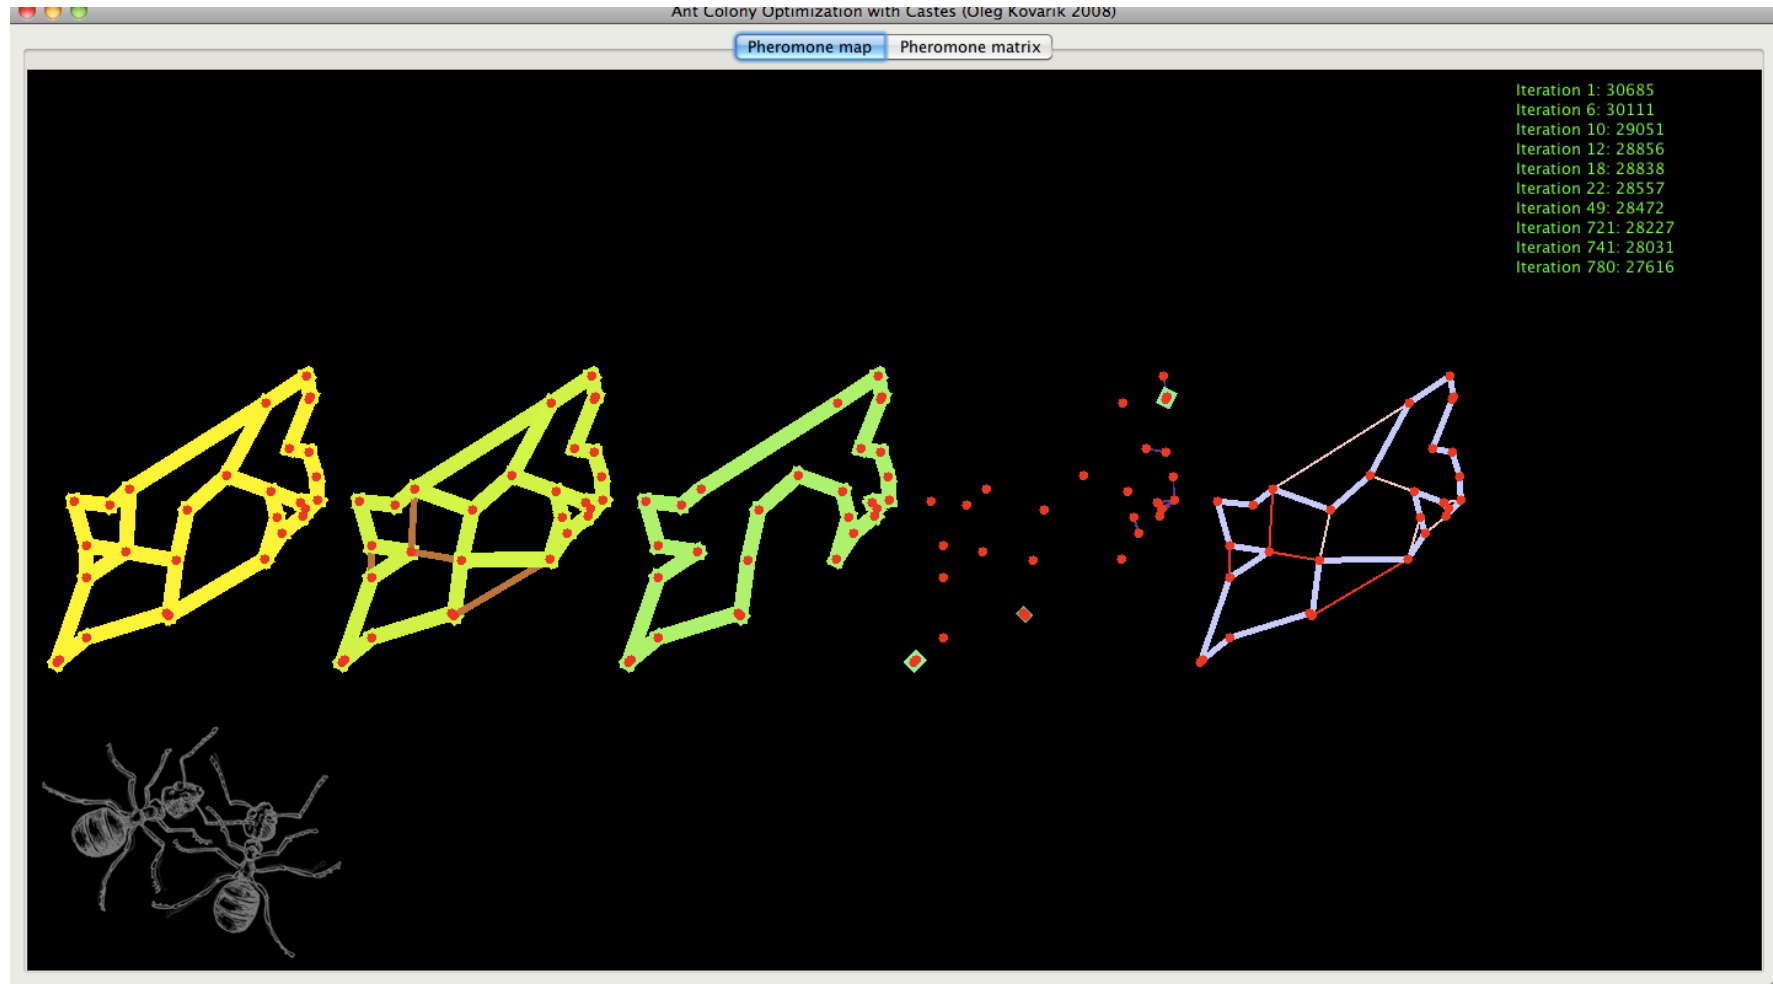 Ant Colony Optimization with Castes (Oleg Kovarik 2008)
Pheromone map Pheromone matrix
Iteration 1: 30685
Iteration 6: 30111
Iteration 10: 29051
Iteration 12: 28856
Iteration 18: 28838
Iteration 22: 28557
Iteration 49: 28472
Iteration 721: 28227
Iteration 741: 28031
Iteration 780: 27616